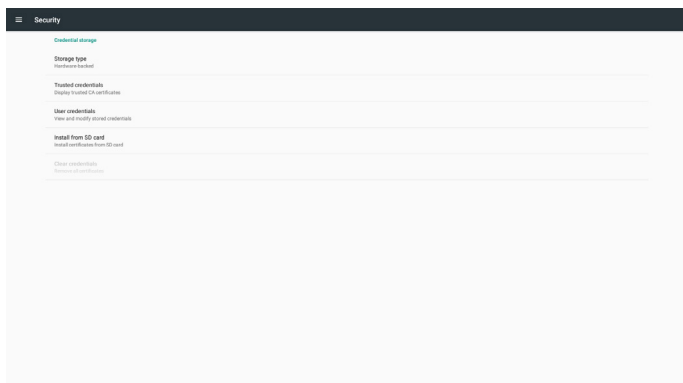 Security
Credential storage
Storage type
Hardware-backed
Trusted credentials
Display trusted CA certificates
User credentials
View and modify stored credentials
Install from SD card
Install certificates from SD card
Clear credentials
Remove all certificates